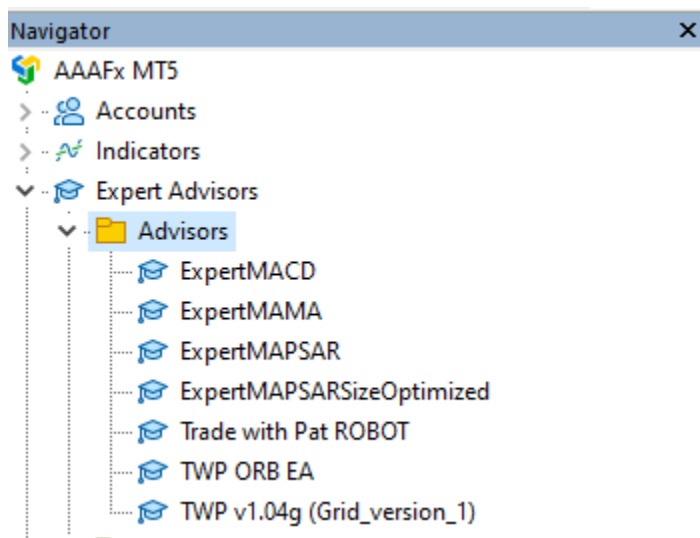 Navigator
AAAFx MT5
Accounts
Indicators
Expert Advisors
Advisors
ExpertMACD
ExpertMAMA
ExpertMAPSAR
ExpertMAPSARSizeOptimized
Trade with Pat ROBOT
TWP ORB EA
TWP v1.04g (Grid_version_1)